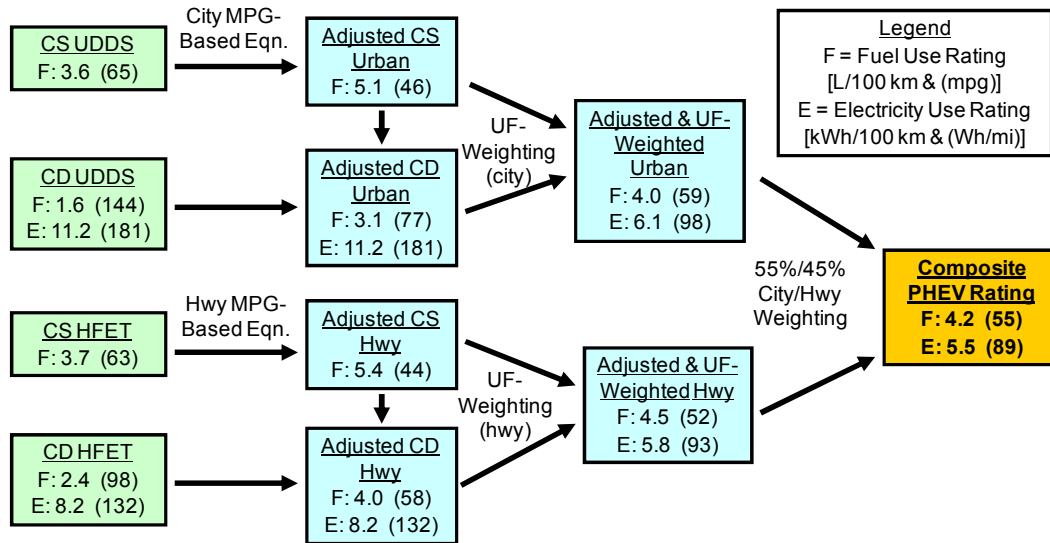 City MPG-
Based Eqn.
CS UDDS
F: 3.6 (65)
Adjusted CS
Urban
F: 5.1 (46)
Legend
F = Fuel Use Rating
[L/100 km & (mpg)]
E = Electricity Use Rating
[kWh/100 km & (Wh/mi)]
UF-
Weighting
(city)
Adjusted & UF-
Weighted
Urban
F: 4.0 (59)
E: 6.1 (98)
CD UDDS
F: 1.6 (144)
E: 11.2 (181)
Adjusted CD
Urban
F: 3.1 (77)
E: 11.2 (181)
55%/45%
City/Hwy
Weighting
Composite
PHEV Rating
F: 4.2 (55)
E: 5.5 (89)
Hwy MPG-
Based Eqn.
CS HFET
F: 3.7 (63)
Adjusted CS
Hwy
F: 5.4 (44)
UF-
Weighting
(hwy)
Adjusted & UF-
Weighted Hwy
F: 4.5 (52)
E: 5.8 (93)
CD HFET
F: 2.4 (98)
E: 8.2 (132)
Adjusted CD
Hwy
F: 4.0 (58)
E: 8.2 (132)